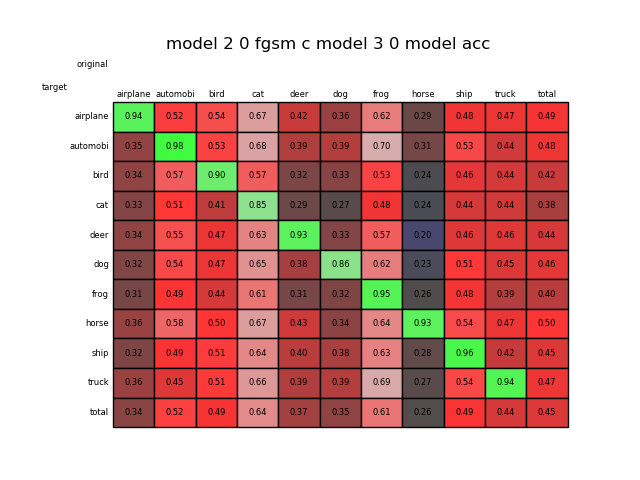 model 2 0 fgsm c model 3 0 model acc
original
target
airplane automobi bird cat deer dog frog horse ship truck total
airplane 0.94 0.52 0.54 0.67 0.42 0.36 0.62 0.29 0.48 0.47 0.49
automobi 0.35 0.98 0.53 0.68 0.39 0.39 0.70 0.31 0.53 0.44 0.48
bird 0.34 0.57 0.90 0.57 0.32 0.33 0.53 0.24 0.46 0.44 0.42
cat 0.33 0.51 0.41 0.85 0.29 0.27 0.48 0.24 0.44 0.44 0.38
deer 0.34 0.55 0.47 0.63 0.93 0.33 0.57 0.20 0.46 0.46 0.44
dog 0.32 0.54 0.47 0.65 0.38 0.86 0.62 0.23 0.51 0.45 0.46
frog 0.31 0.49 0.44 0.61 0.31 0.32 0.95 0.26 0.48 0.39 0.40
horse 0.36 0.58 0.50 0.67 0.43 0.34 0.64 0.93 0.54 0.47 0.50
ship 0.32 0.49 0.51 0.64 0.40 0.38 0.63 0.28 0.96 0.42 0.45
truck 0.36 0.45 0.51 0.66 0.39 0.39 0.69 0.27 0.54 0.94 0.47
total 0.34 0.52 0.49 0.64 0.37 0.35 0.61 0.26 0.49 0.44 0.45